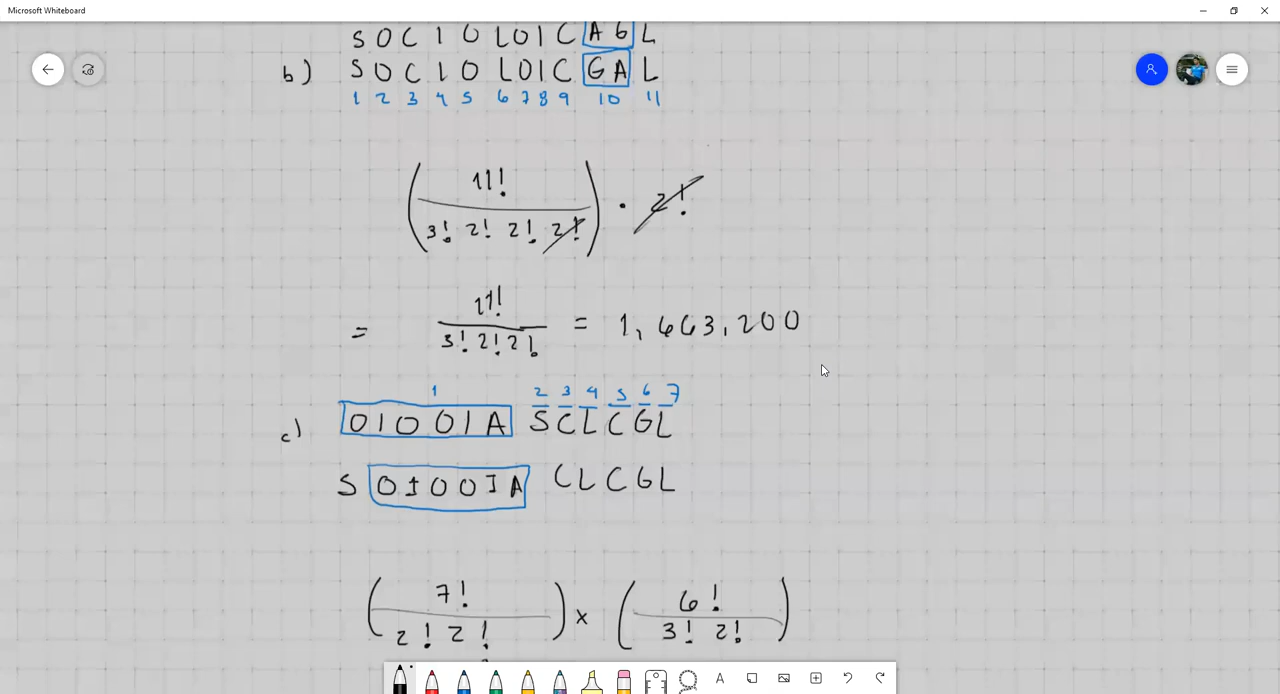 Microsoft Whiteboard
S O C I O L O I C A G L
b) S O C I O L O I C G A L
1 2 3 4 5 6 7 8 9 10 11
( 11! / 3! 2! 2! 2! ) · 2!
= 11! / 3! 2! 2! = 1,663,200
1 2 3 4 5 6 7
c) O I O O I A S C L C G L
S O I O O I A C L C G L
( 7! / 2! 2! ) x ( 6! / 3! 2! )
A